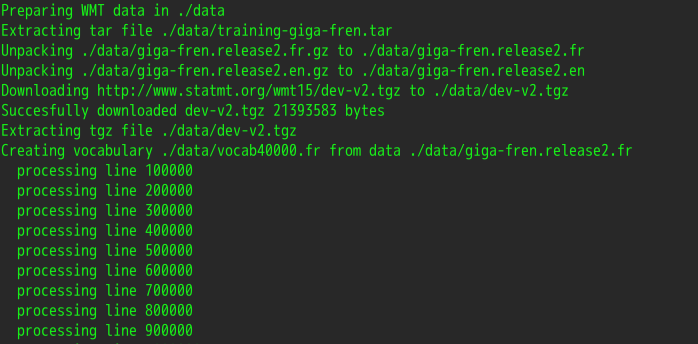 Preparing WMT data in ./data
Extracting tar file ./data/training-giga-fren.tar
Unpacking ./data/giga-fren.release2.fr.gz to ./data/giga-fren.release2.fr
Unpacking ./data/giga-fren.release2.en.gz to ./data/giga-fren.release2.en
Downloading http://www.statmt.org/wmt15/dev-v2.tgz to ./data/dev-v2.tgz
Succesfully downloaded dev-v2.tgz 21393583 bytes
Extracting tgz file ./data/dev-v2.tgz
Creating vocabulary ./data/vocab40000.fr from data ./data/giga-fren.release2.fr
  processing line 100000
  processing line 200000
  processing line 300000
  processing line 400000
  processing line 500000
  processing line 600000
  processing line 700000
  processing line 800000
  processing line 900000